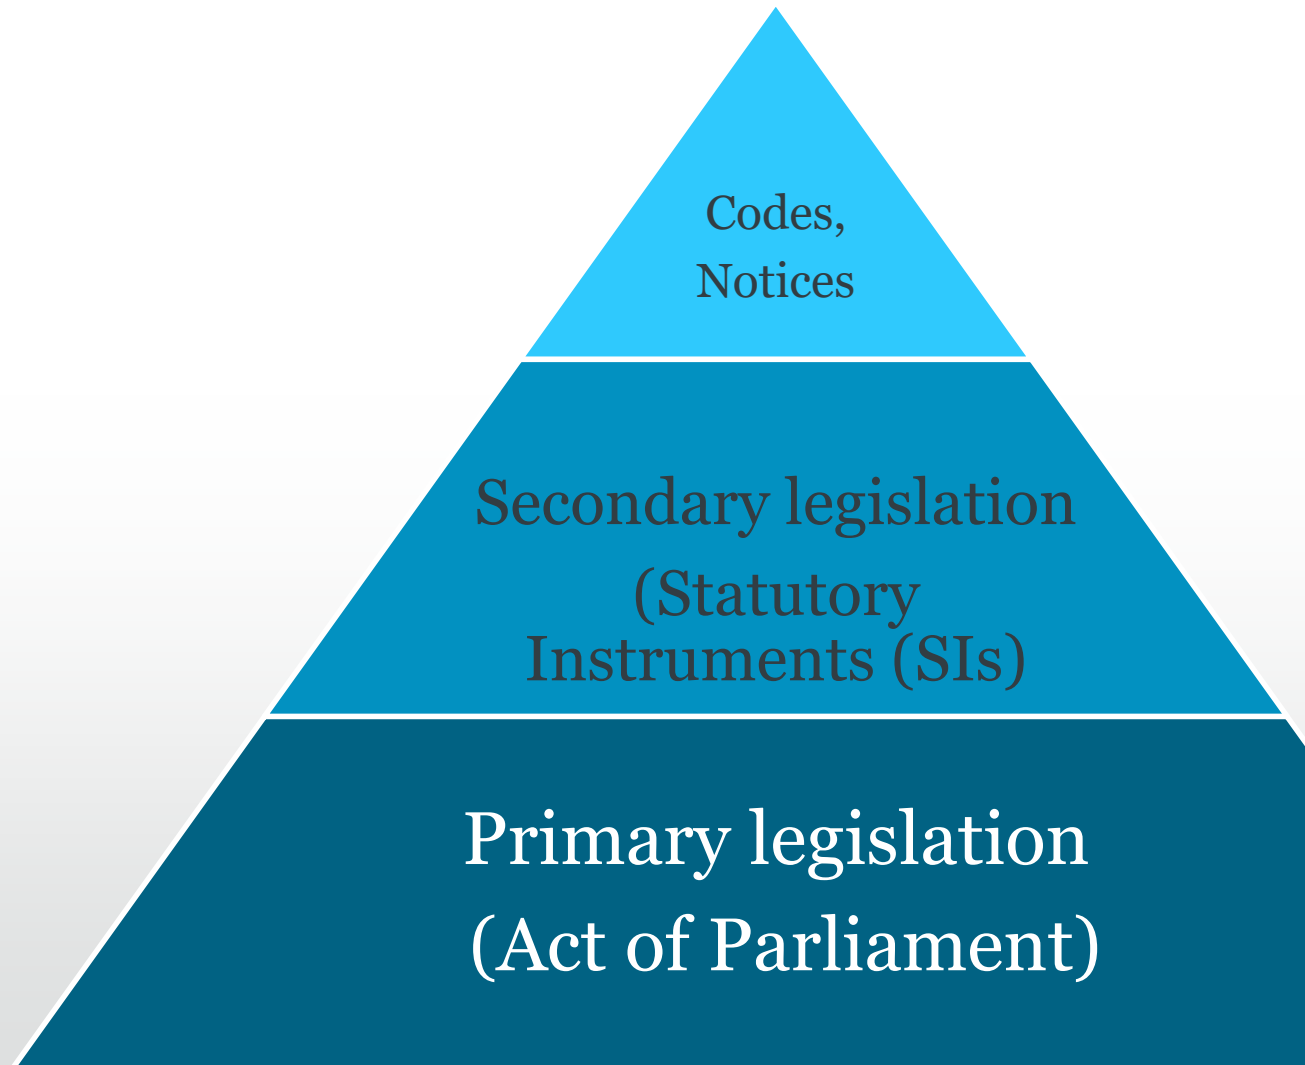 Codes,
Notices
Secondary legislation
(Statutory
Instruments (SIs)
Primary legislation
(Act of Parliament)